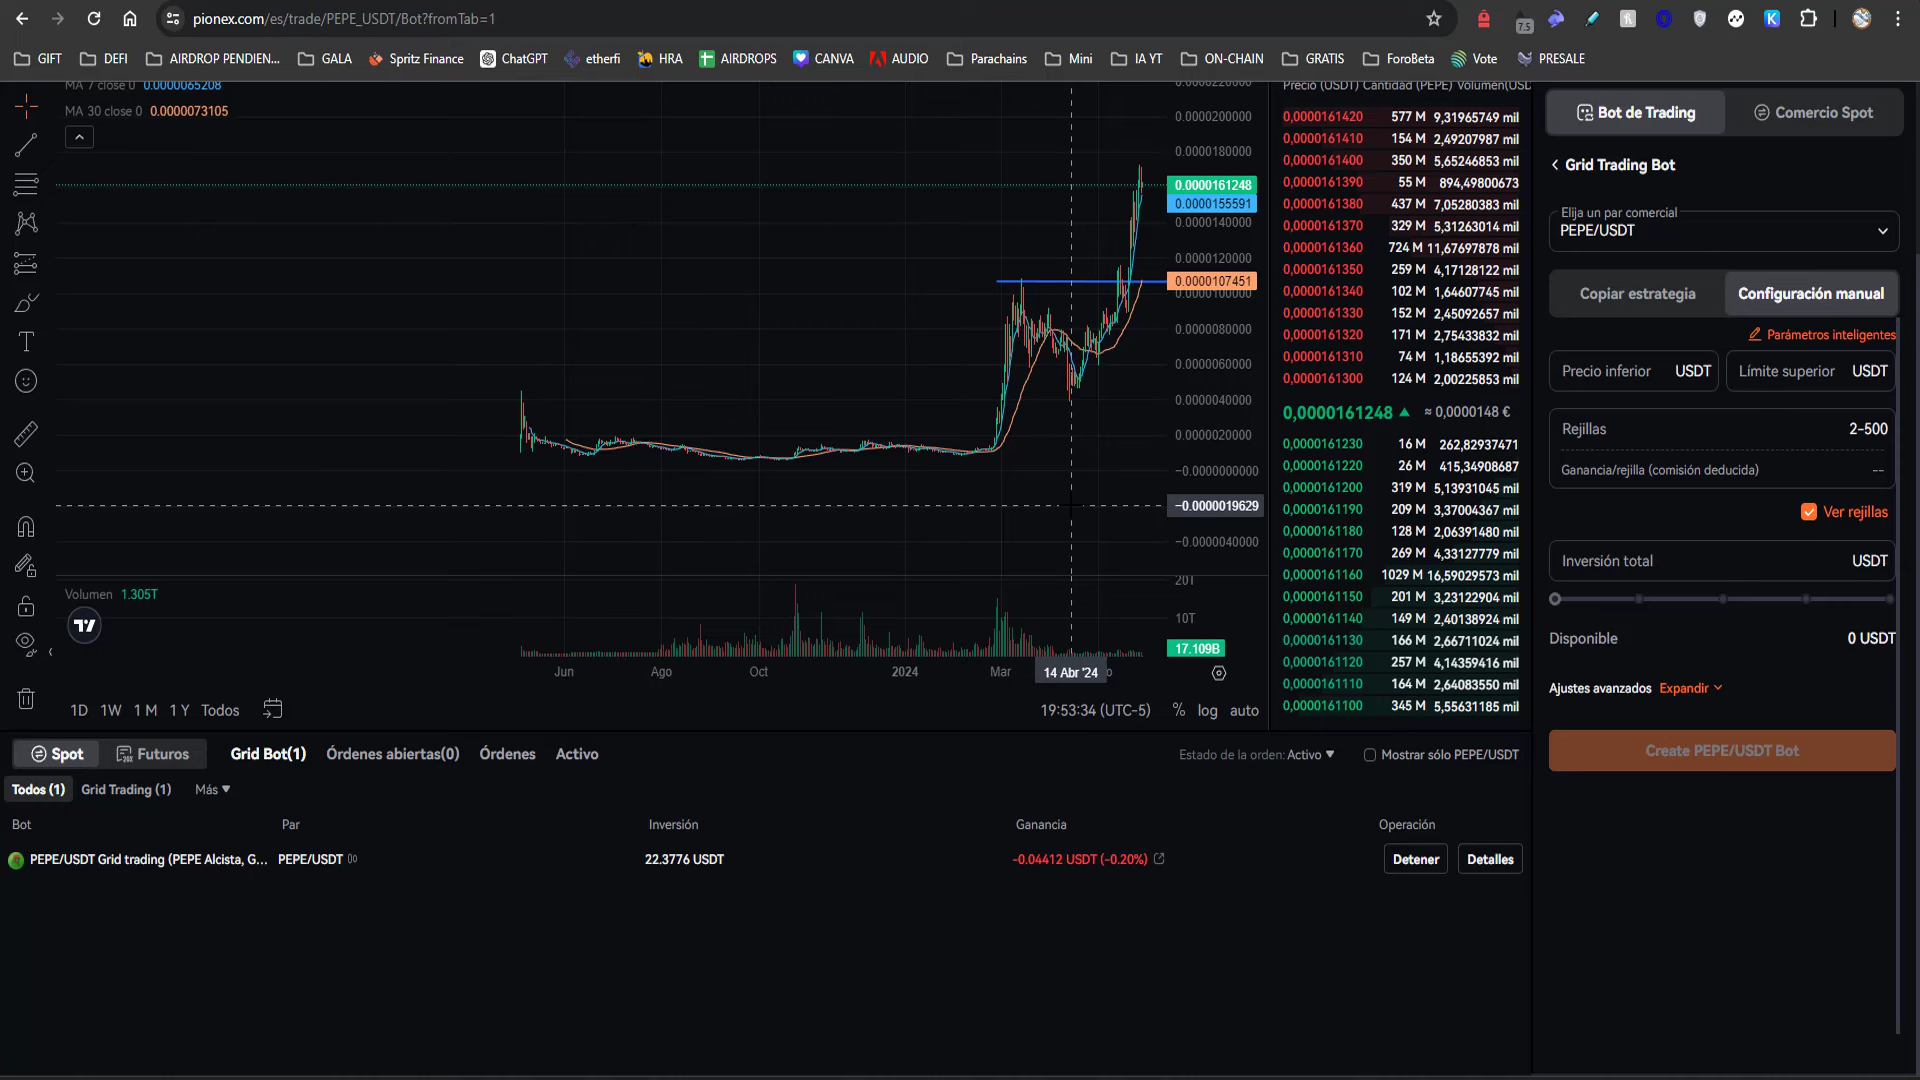 pionex.com/es/trade/PEPE_USDT/Bot?fromTab=1
7.5
GIFT DEFI AIRDROP PENDIEN... GALA Spritz Finance ChatGPT etherfi HRA AIRDROPS CANVA AUDIO Parachains Mini IA YT ON-CHAIN GRATIS ForoBeta Vote PRESALE
MA 7 close 0 0.0000065208
MA 30 close 0 0.0000073105
0.0000220000
0.0000200000
0.0000180000
0.0000161248
0.0000155591
0.0000140000
0.0000120000
0.0000107451
0.0000100000
0.0000080000
0.0000060000
0.0000040000
0.0000020000
−0.0000000000
−0.0000019629
−0.0000040000
Volumen 1.305T
20T
10T
17.109B
Jun Ago Oct 2024 Mar 14 Abr '24
1D 1W 1 M 1 Y Todos
19:53:34 (UTC-5) % log auto
Precio (USDT) Cantidad (PEPE) Volumen(USD
0,0000161420 577 M 9,31965749 mil
0,0000161410 154 M 2,49207987 mil
0,0000161400 350 M 5,65246853 mil
0,0000161390 55 M 894,49800673
0,0000161380 437 M 7,05280383 mil
0,0000161370 329 M 5,31263014 mil
0,0000161360 724 M 11,67697878 mil
0,0000161350 259 M 4,17128122 mil
0,0000161340 102 M 1,64607745 mil
0,0000161330 152 M 2,45092657 mil
0,0000161320 171 M 2,75433832 mil
0,0000161310 74 M 1,18655392 mil
0,0000161300 124 M 2,00225853 mil
0,0000161248 ▲ ≈ 0,0000148 €
0,0000161230 16 M 262,82937471
0,0000161220 26 M 415,34908687
0,0000161200 319 M 5,13931045 mil
0,0000161190 209 M 3,37004367 mil
0,0000161180 128 M 2,06391480 mil
0,0000161170 269 M 4,33127779 mil
0,0000161160 1029 M 16,59029573 mil
0,0000161150 201 M 3,23122904 mil
0,0000161140 149 M 2,40138924 mil
0,0000161130 166 M 2,66711024 mil
0,0000161120 257 M 4,14359416 mil
0,0000161110 164 M 2,64083550 mil
0,0000161100 345 M 5,55631185 mil
Bot de Trading Comercio Spot
Grid Trading Bot
Elija un par comercial
PEPE/USDT
Copiar estrategia Configuración manual
Parámetros inteligentes
Precio inferior USDT Límite superior USDT
Rejillas 2-500
Ganancia/rejilla (comisión deducida) --
Ver rejillas
Inversión total USDT
Disponible 0 USDT
Ajustes avanzados Expandir
Create PEPE/USDT Bot
Spot Futuros Grid Bot(1) Órdenes abiertas(0) Órdenes Activo
Estado de la orden: Activo ▼ Mostrar sólo PEPE/USDT
Todos (1) Grid Trading (1) Más ▼
Bot Par Inversión Ganancia Operación
PEPE/USDT Grid trading (PEPE Alcista, G... PEPE/USDT 22.3776 USDT -0.04412 USDT (-0.20%) Detener Detalles